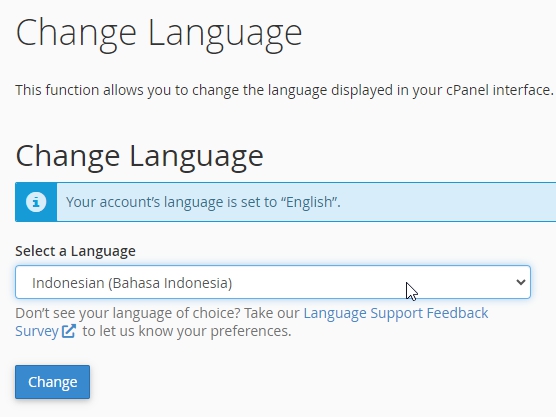 Change Language
This function allows you to change the language displayed in your cPanel interface.
Change Language
Your account's language is set to “English”.
Select a Language
Indonesian (Bahasa Indonesia)
Don't see your language of choice? Take our Language Support Feedback
Survey to let us know your preferences.
Change